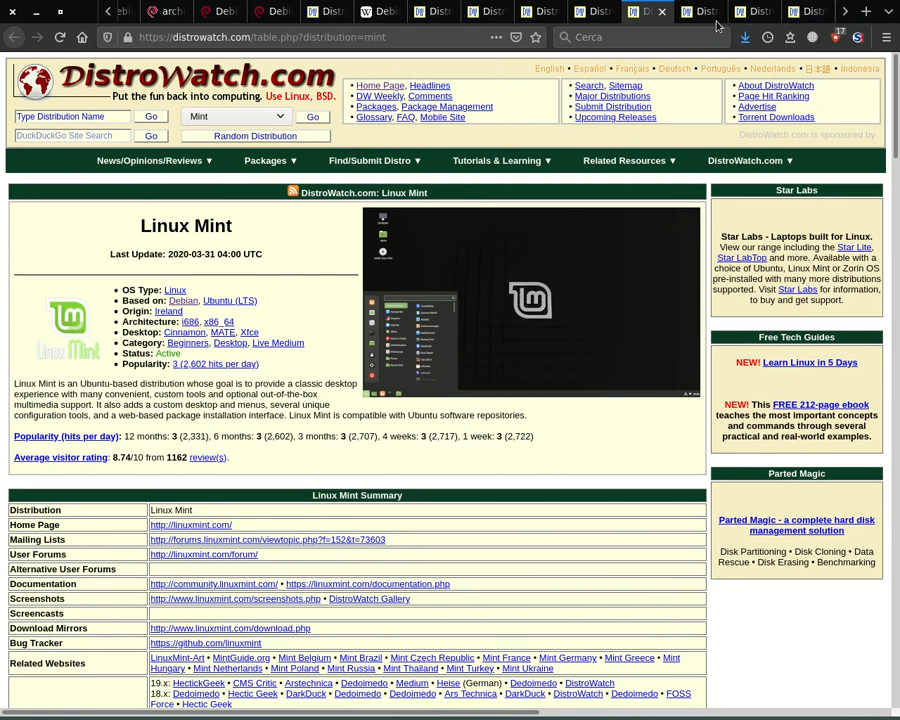 Debi
archi
Debi
Debi
Distro
Debi
Distr
Distr
Distr
Distr
Di
Distr
Distr
Distr
https://distrowatch.com/table.php?distribution=mint
Cerca
17
DistroWatch.com
Put the fun back into computing. Use Linux, BSD.
English • Español • Français • Deutsch • Português • Nederlands • 日本語 • Indonesia
• Home Page, Headlines
• DW Weekly, Comments
• Packages, Package Management
• Glossary, FAQ, Mobile Site
• Search, Sitemap
• Major Distributions
• Submit Distribution
• Upcoming Releases
• About DistroWatch
• Page Hit Ranking
• Advertise
• Torrent Downloads
Type Distribution Name Go Mint Go
DuckDuckGo Site Search Go Random Distribution
DistroWatch.com is sponsored by
News/Opinions/Reviews ▼ Packages ▼ Find/Submit Distro ▼ Tutorials & Learning ▼ Related Resources ▼ DistroWatch.com ▼
DistroWatch.com: Linux Mint
Linux Mint
Last Update: 2020-03-31 04:00 UTC
Linux Mint
• OS Type: Linux
• Based on: Debian, Ubuntu (LTS)
• Origin: Ireland
• Architecture: i686, x86_64
• Desktop: Cinnamon, MATE, Xfce
• Category: Beginners, Desktop, Live Medium
• Status: Active
• Popularity: 3 (2,602 hits per day)
Linux Mint is an Ubuntu-based distribution whose goal is to provide a classic desktop
experience with many convenient, custom tools and optional out-of-the-box
multimedia support. It also adds a custom desktop and menus, several unique
configuration tools, and a web-based package installation interface. Linux Mint is compatible with Ubuntu software repositories.
Popularity (hits per day): 12 months: 3 (2,331), 6 months: 3 (2,602), 3 months: 3 (2,707), 4 weeks: 3 (2,717), 1 week: 3 (2,722)
Average visitor rating: 8.74/10 from 1162 review(s).
Linux Mint Summary
Distribution Linux Mint
Home Page http://linuxmint.com/
Mailing Lists http://forums.linuxmint.com/viewtopic.php?f=152&t=73603
User Forums http://linuxmint.com/forum/
Alternative User Forums
Documentation http://community.linuxmint.com/ • https://linuxmint.com/documentation.php
Screenshots http://www.linuxmint.com/screenshots.php • DistroWatch Gallery
Screencasts
Download Mirrors http://www.linuxmint.com/download.php
Bug Tracker https://github.com/linuxmint
Related Websites LinuxMint-Art • MintGuide.org • Mint Belgium • Mint Brazil • Mint Czech Republic • Mint France • Mint Germany • Mint Greece • Mint
Hungary • Mint Netherlands • Mint Poland • Mint Russia • Mint Thailand • Mint Turkey • Mint Ukraine
19.x: HectickGeek • CMS Critic • Arstechnica • Dedoimedo • Medium • Heise (German) • Dedoimedo • DistroWatch
18.x: Dedoimedo • Hectic Geek • DarkDuck • Dedoimedo • Dedoimedo • Ars Technica • DarkDuck • DistroWatch • Dedoimedo • FOSS
Force • Hectic Geek
Star Labs
Star Labs - Laptops built for Linux.
View our range including the Star Lite,
Star LabTop and more. Available with a
choice of Ubuntu, Linux Mint or Zorin OS
pre-installed with many more distributions
supported. Visit Star Labs for information,
to buy and get support.
Free Tech Guides
NEW! Learn Linux in 5 Days
NEW! This FREE 212-page ebook
teaches the most important concepts
and commands through several
practical and real-world examples.
Parted Magic
Parted Magic - a complete hard disk
management solution
Disk Partitioning • Disk Cloning • Data
Rescue • Disk Erasing • Benchmarking